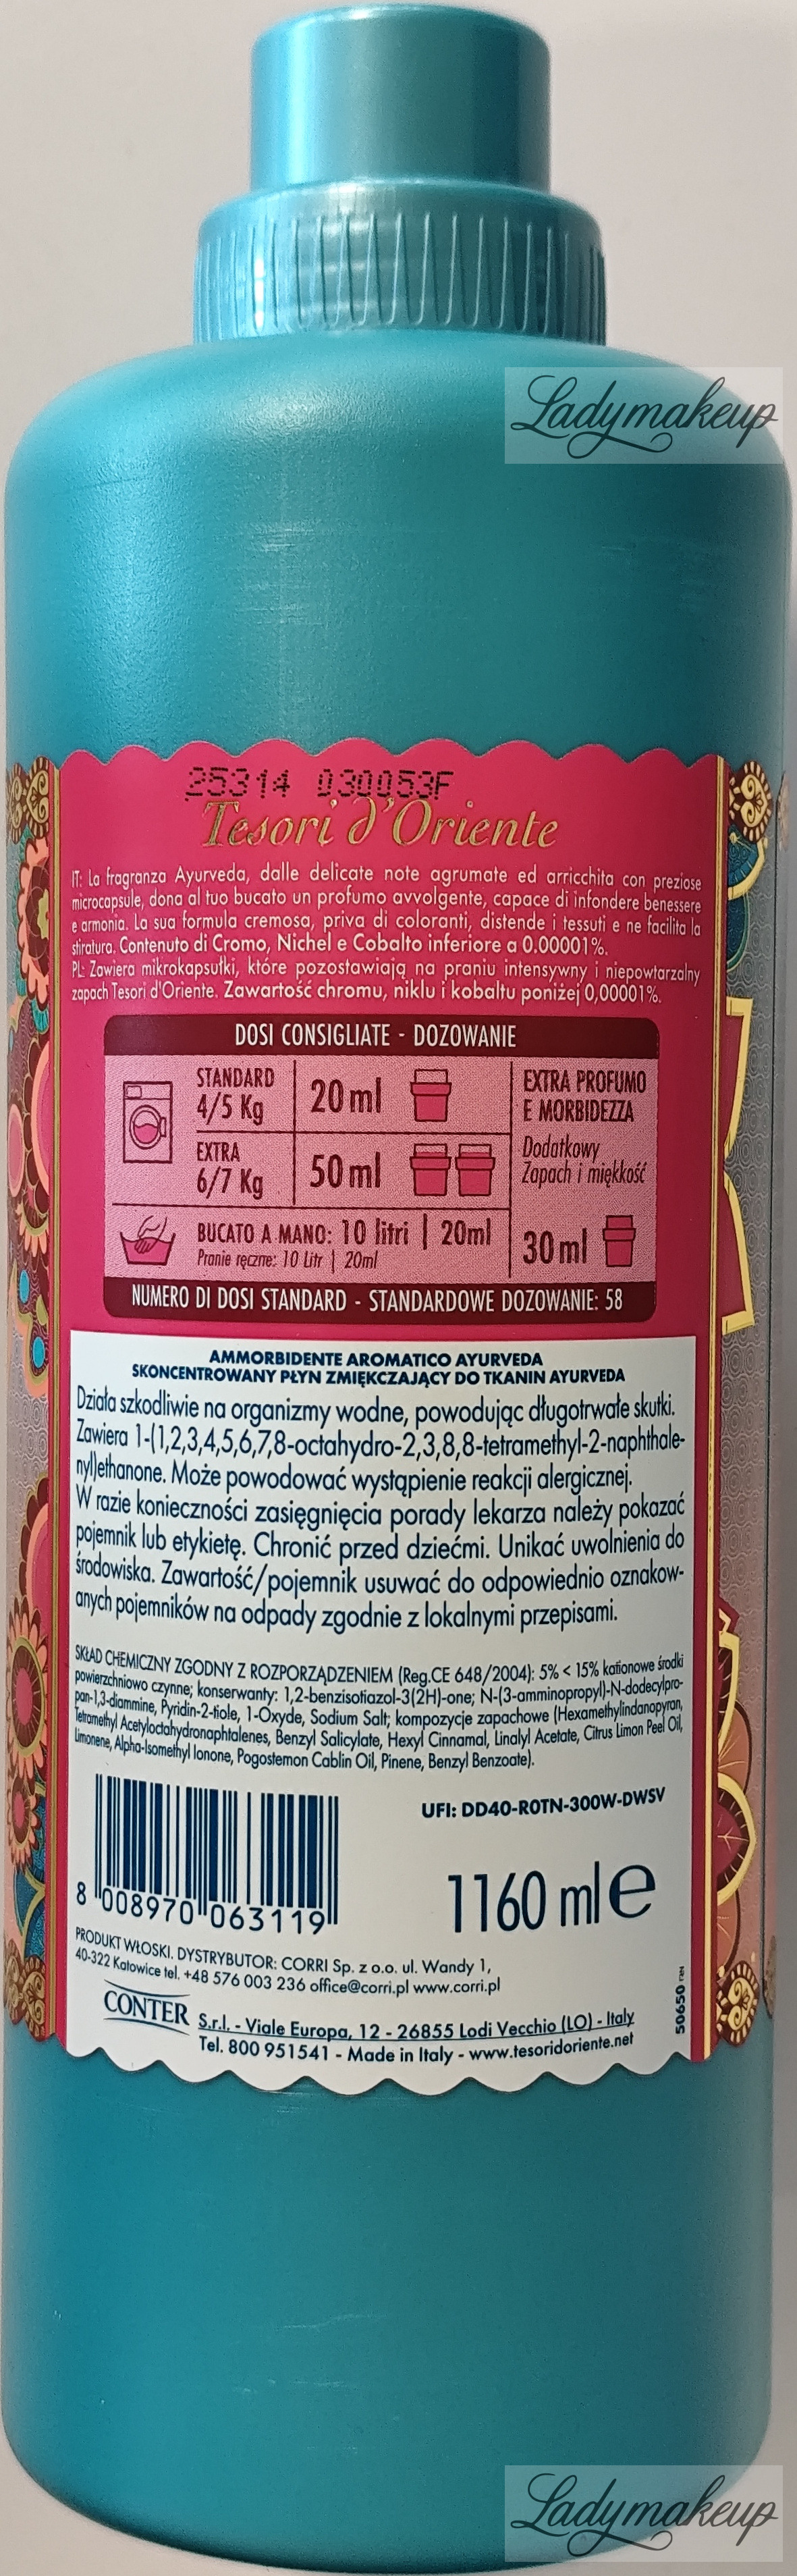 Ladymakeup
25314 030053F
Tesori d'Oriente
IT: La fragranza Ayurveda, dalle delicate note agrumate ed arricchita con preziose
microcapsule, dona al tuo bucato un profumo avvolgente, capace di infondere benessere
e armonia. La sua formula cremosa, priva di coloranti, distende i tessuti e ne facilita la
stiratura. Contenuto di Cromo, Nichel e Cobalto inferiore a 0.00001%.
PL: Zawiera mikrokapsułki, które pozostawiają na praniu intensywny i niepowtarzalny
zapach Tesori d'Oriente. Zawartość chromu, niklu i kobaltu poniżej 0,00001%.
DOSI CONSIGLIATE - DOZOWANIE
STANDARD
4/5 Kg
20 ml
EXTRA
6/7 Kg
50 ml
EXTRA PROFUMO
E MORBIDEZZA
Dodatkowy
Zapach i miękkość
30 ml
BUCATO A MANO: 10 litri | 20ml
Pranie ręczne: 10 Litr | 20ml
NUMERO DI DOSI STANDARD - STANDARDOWE DOZOWANIE: 58
AMMORBIDENTE AROMATICO AYURVEDA
SKONCENTROWANY PŁYN ZMIĘKCZAJĄCY DO TKANIN AYURVEDA
Działa szkodliwie na organizmy wodne, powodując długotrwałe skutki.
Zawiera 1-(1,2,3,4,5,6,7,8-octahydro-2,3,8,8-tetramethyl-2-naphthale-
nyl)ethanone. Może powodować wystąpienie reakcji alergicznej.
W razie konieczności zasięgnięcia porady lekarza należy pokazać
pojemnik lub etykietę. Chronić przed dziećmi. Unikać uwolnienia do
środowiska. Zawartość/pojemnik usuwać do odpowiednio oznakow-
anych pojemników na odpady zgodnie z lokalnymi przepisami.
SKŁAD CHEMICZNY ZGODNY Z ROZPORZĄDZENIEM (Reg.CE 648/2004): 5% < 15% kationowe środki
powierzchniowo czynne; konserwanty: 1,2-benzisotiazol-3(2H)-one; N-(3-amminopropyl)-N-dodecylpro-
pan-1,3-diammine, Pyridin-2-tiole, 1-Oxyde, Sodium Salt; kompozycje zapachowe (Hexamethylindanopyran,
Tetramethyl Acetyloctahydronaphtalenes, Benzyl Salicylate, Hexyl Cinnamal, Linalyl Acetate, Citrus Limon Peel Oil,
Limonene, Alpha-Isomethyl Ionone, Pogostemon Cablin Oil, Pinene, Benzyl Benzoate).
UFI: DD40-R0TN-300W-DWSV
8 008970 063119
1160 ml e
PRODUKT WŁOSKI. DYSTRYBUTOR: CORRI Sp. z o.o. ul. Wandy 1,
40-322 Katowice tel. +48 576 003 236 office@corri.pl www.corri.pl
CONTER S.r.l. - Viale Europa, 12 - 26855 Lodi Vecchio (LO) - Italy
Tel. 800 951541 - Made in Italy - www.tesoridoriente.net
50650
Ladymakeup